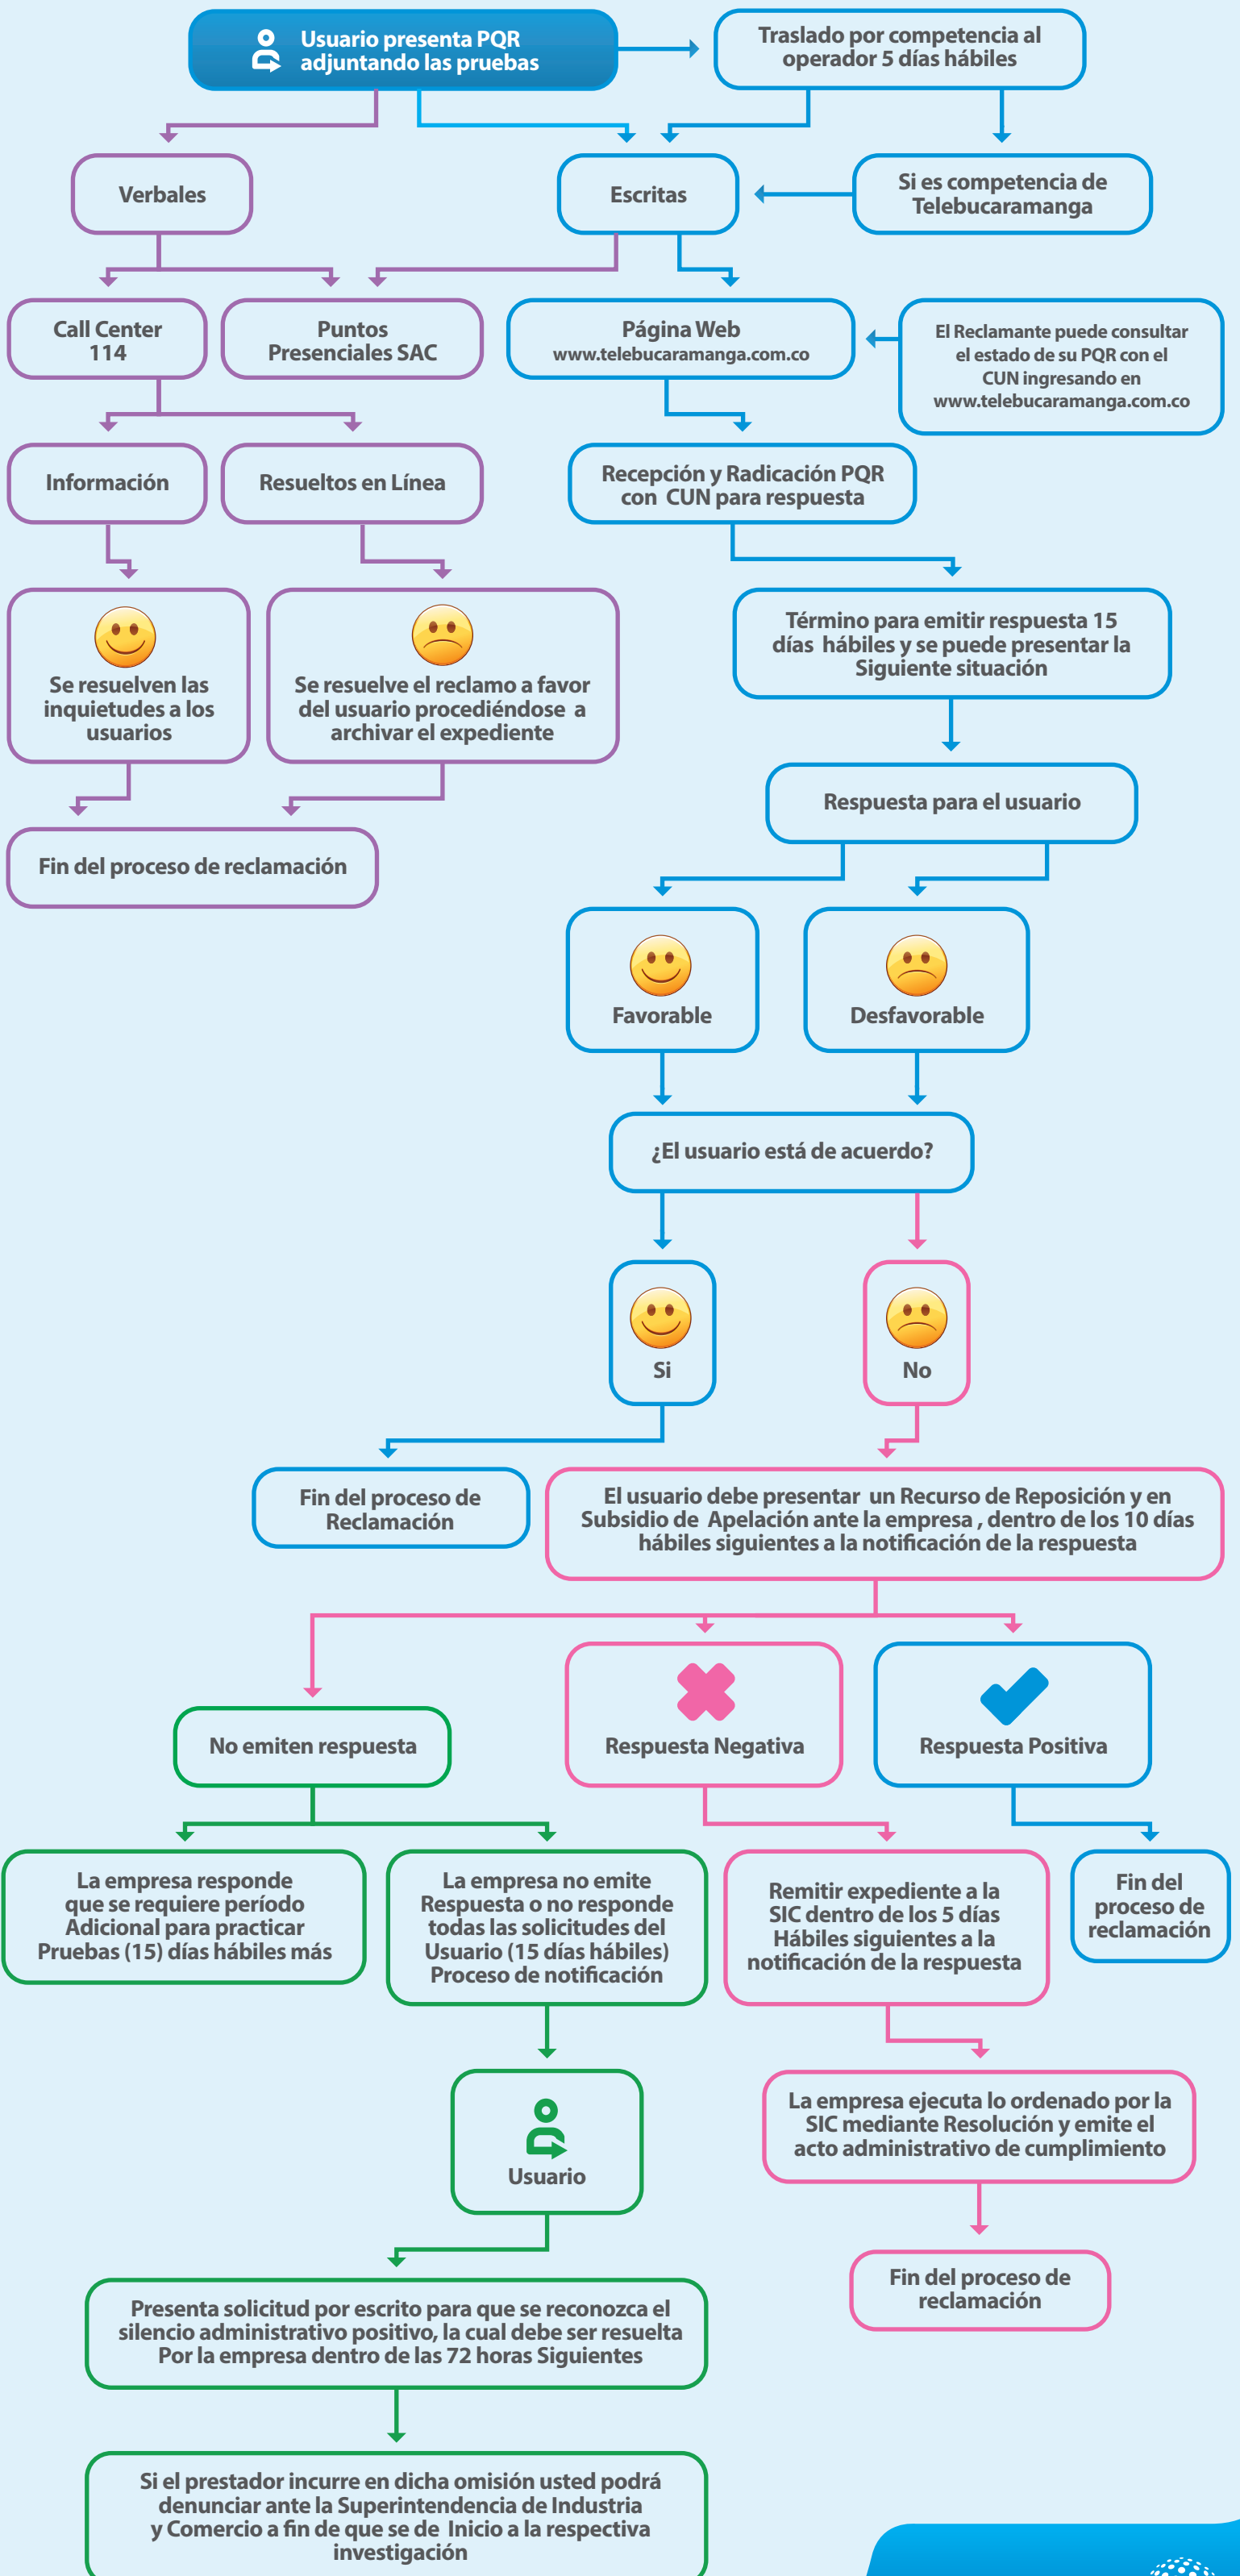 Usuario presenta PQR
adjuntando las pruebas
Traslado por competencia al
operador 5 días hábiles
Verbales
Escritas
Si es competencia de
Telebucaramanga
Call Center
114
Puntos
Presenciales SAC
Página Web
www.telebucaramanga.com.co
El Reclamante puede consultar
el estado de su PQR con el
CUN ingresando en
www.telebucaramanga.com.co
Información
Resueltos en Línea
Recepción y Radicación PQR
con CUN para respuesta
Se resuelven las
inquietudes a los
usuarios
Se resuelve el reclamo a favor
del usuario procediéndose a
archivar el expediente
Término para emitir respuesta 15
días hábiles y se puede presentar la
Siguiente situación
Respuesta para el usuario
Fin del proceso de reclamación
Favorable
Desfavorable
¿El usuario está de acuerdo?
Si
No
Fin del proceso de
Reclamación
El usuario debe presentar un Recurso de Reposición y en
Subsidio de Apelación ante la empresa , dentro de los 10 días
hábiles siguientes a la notificación de la respuesta
No emiten respuesta
Respuesta Negativa
Respuesta Positiva
La empresa responde
que se requiere período
Adicional para practicar
Pruebas (15) días hábiles más
La empresa no emite
Respuesta o no responde
todas las solicitudes del
Usuario (15 días hábiles)
Proceso de notificación
Remitir expediente a la
SIC dentro de los 5 días
Hábiles siguientes a la
notificación de la respuesta
Fin del
proceso de
reclamación
Usuario
La empresa ejecuta lo ordenado por la
SIC mediante Resolución y emite el
acto administrativo de cumplimiento
Fin del proceso de
reclamación
Presenta solicitud por escrito para que se reconozca el
silencio administrativo positivo, la cual debe ser resuelta
Por la empresa dentro de las 72 horas Siguientes
Si el prestador incurre en dicha omisión usted podrá
denunciar ante la Superintendencia de Industria
y Comercio a fin de que se de Inicio a la respectiva
investigación